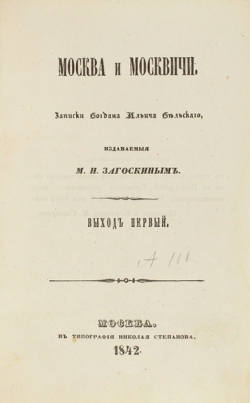 МОСКВА И МОСКВИЧИ.
Записки Богдана Ильича Бѣльскаго,
ИЗДАВАЕМЫЯ
М. Н. ЗАГОСКИНЫМЪ.
ВЫХОДЪ ПЕРВЫЙ.
МОСКВА.
ВЪ ТИПОГРАФІИ НИКОЛАЯ СТЕПАНОВА.
1842